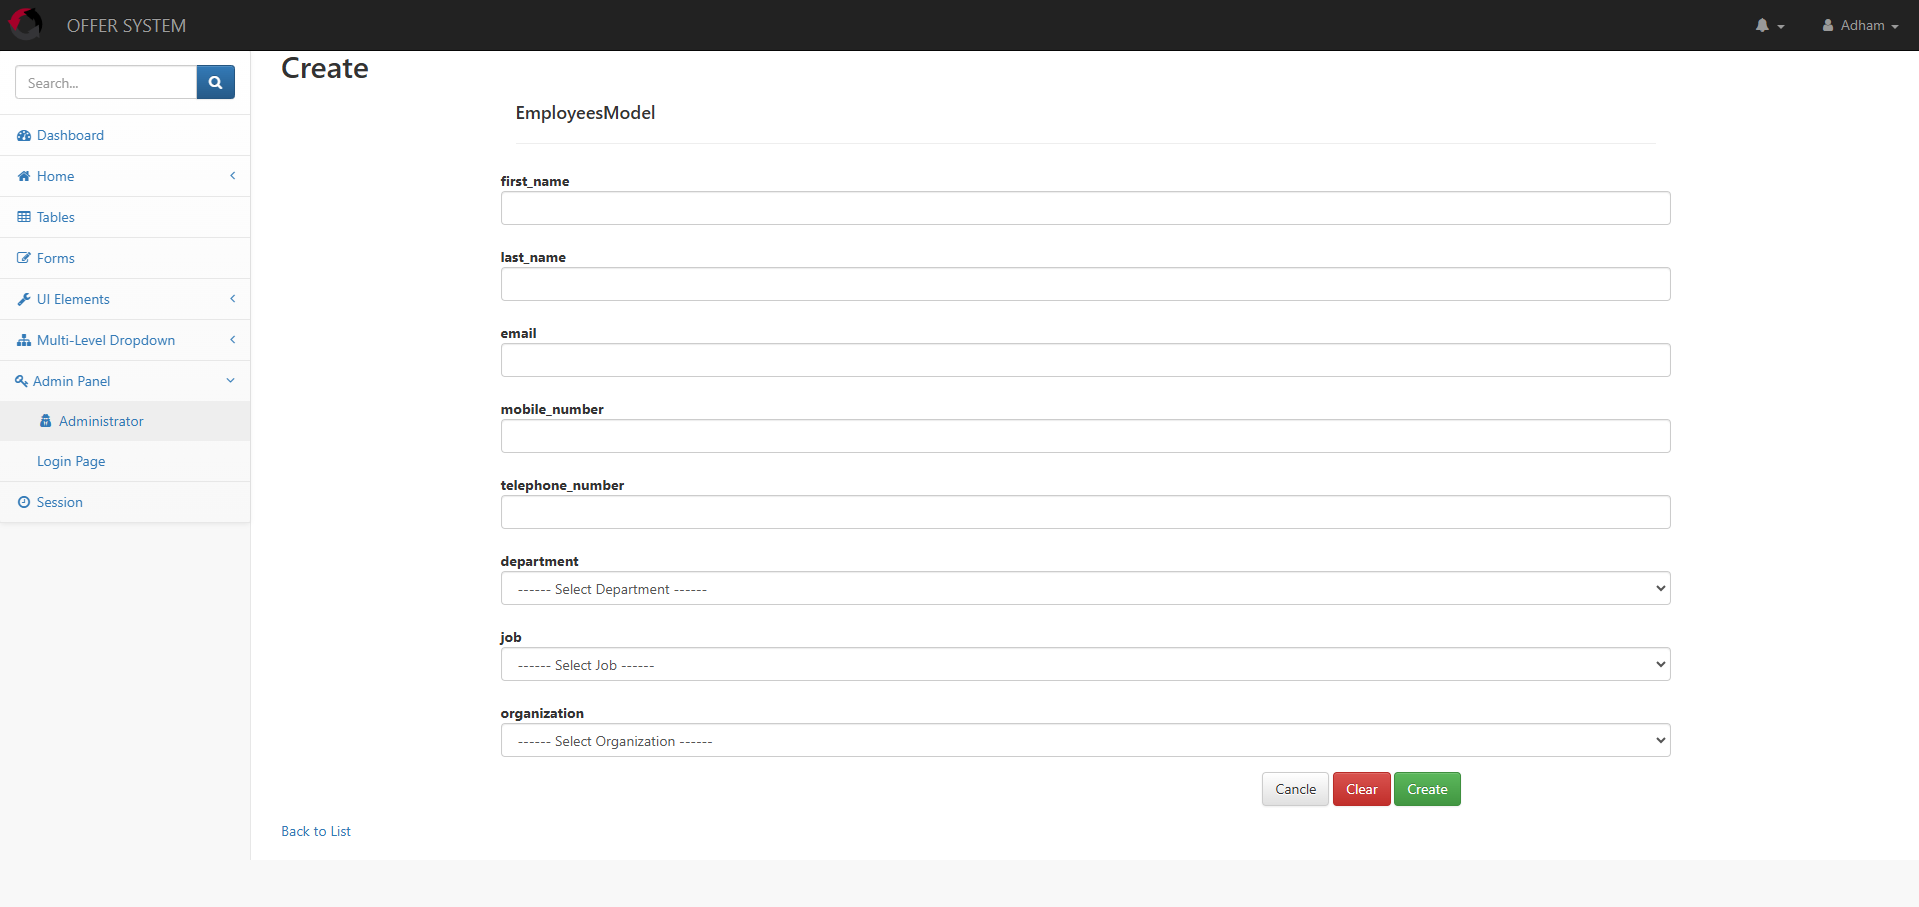 OFFER SYSTEM
Adham
Search...
Dashboard
Home
Tables
Forms
UI Elements
Multi-Level Dropdown
Admin Panel
Administrator
Login Page
Session
Create
EmployeesModel
first_name
last_name
email
mobile_number
telephone_number
department
------ Select Department ------
job
------ Select Job ------
organization
------ Select Organization ------
Cancle Clear Create
Back to List